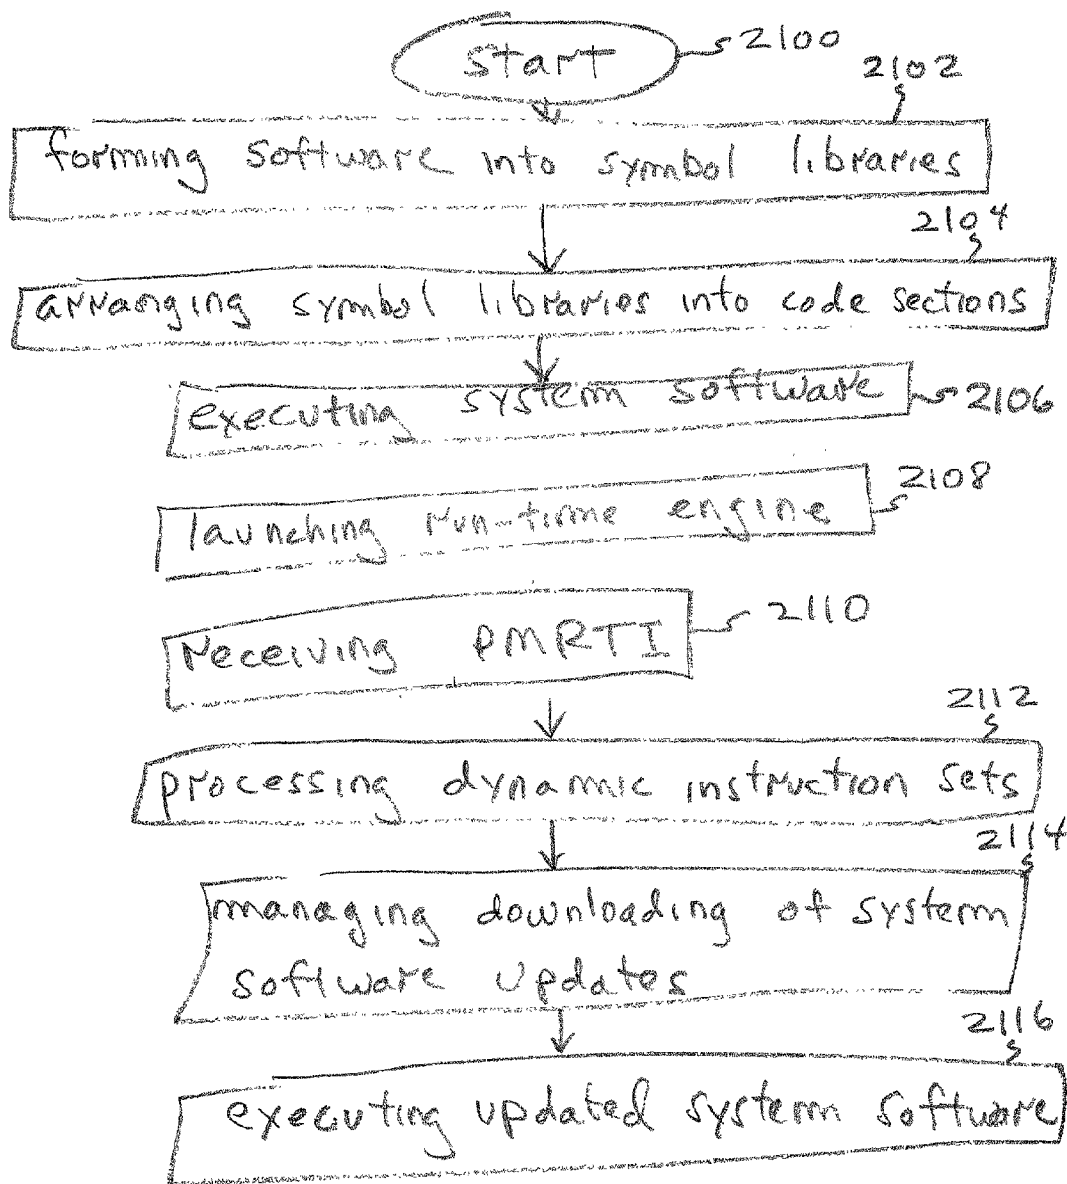 start 2100
2102
forming software into symbol libraries
2104
arranging symbol libraries into code sections
executing system software 2106
2108
launching run-time engine
receiving PMRTI 2110
2112
processing dynamic instruction sets
2114
managing downloading of system
software updates
2116
executing updated system software